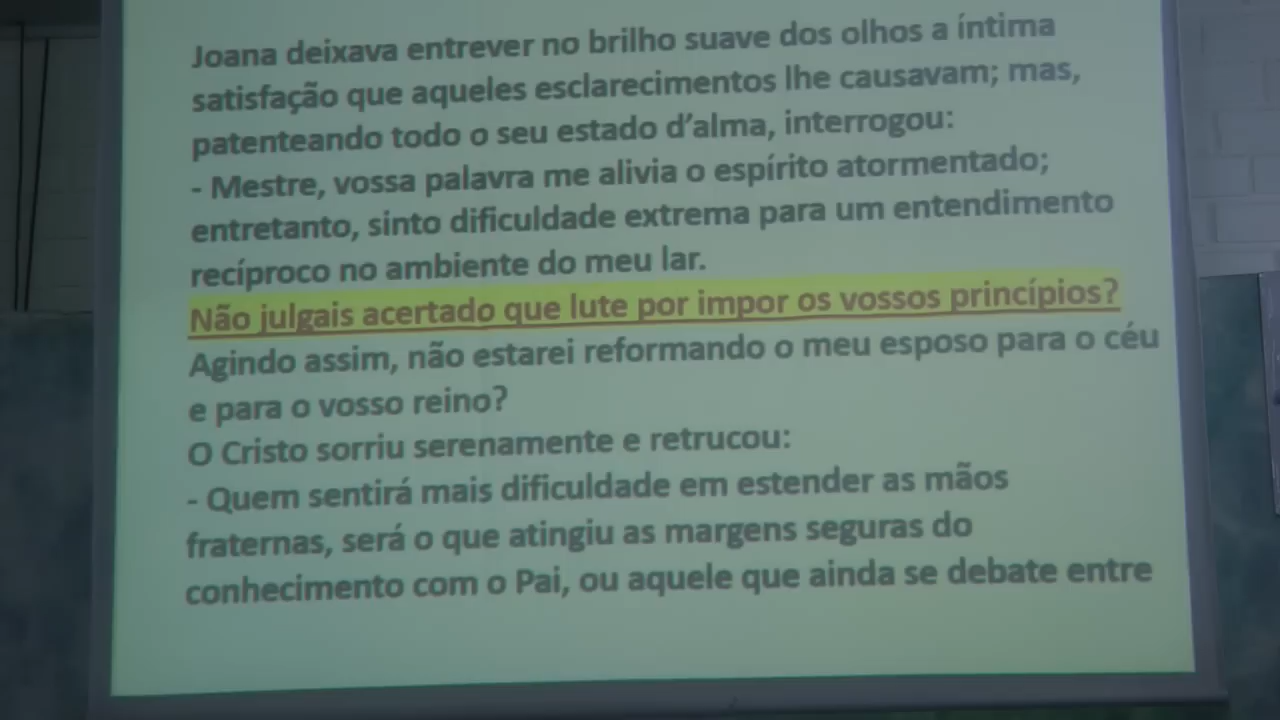 Joana deixava entrever no brilho suave dos olhos a íntima
satisfação que aqueles esclarecimentos lhe causavam; mas,
patenteando todo o seu estado d’alma, interrogou:
- Mestre, vossa palavra me alivia o espírito atormentado;
entretanto, sinto dificuldade extrema para um entendimento
recíproco no ambiente do meu lar.
Não julgais acertado que lute por impor os vossos princípios?
Agindo assim, não estarei reformando o meu esposo para o céu
e para o vosso reino?
O Cristo sorriu serenamente e retrucou:
- Quem sentirá mais dificuldade em estender as mãos
fraternas, será o que atingiu as margens seguras do
conhecimento com o Pai, ou aquele que ainda se debate entre